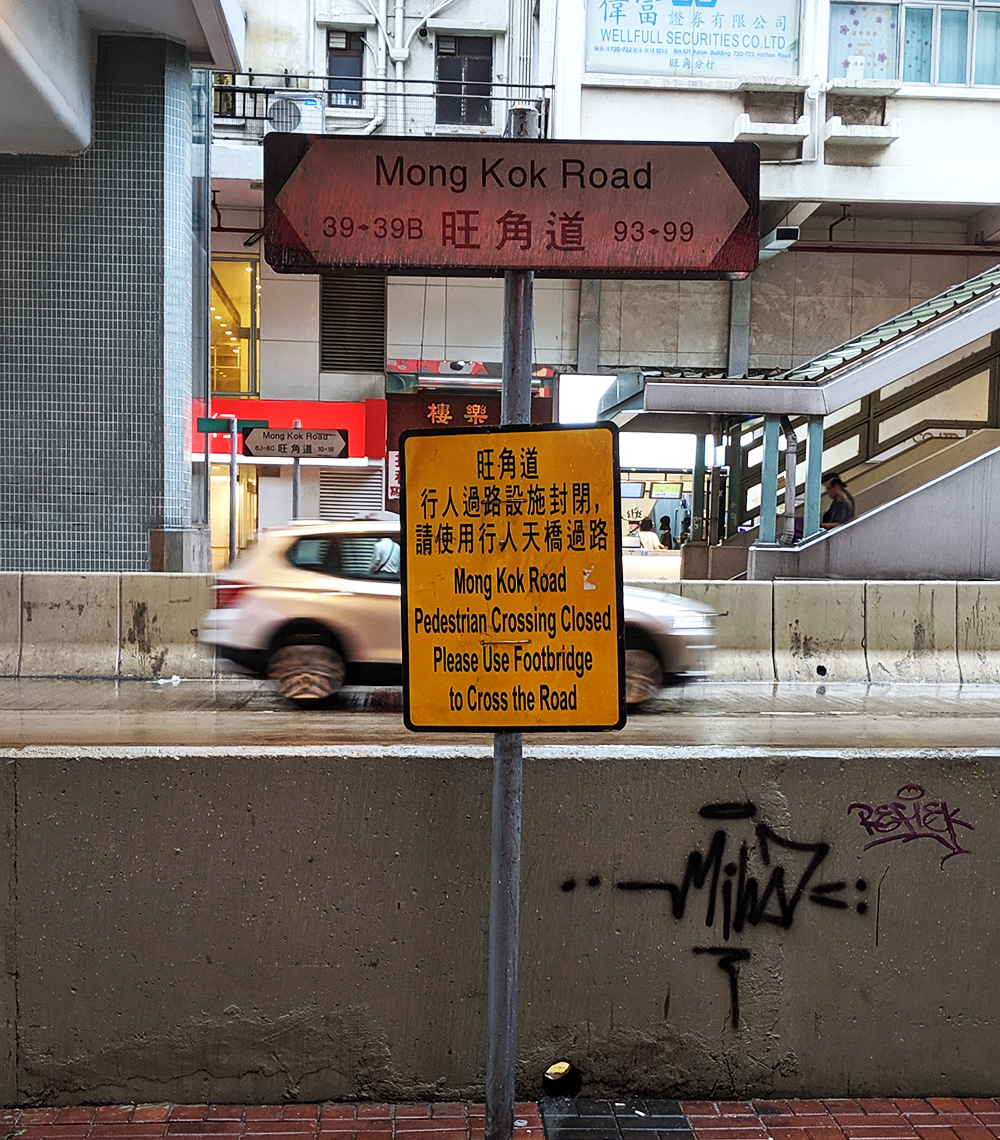 偉富 證券有限公司
WELLFULL SECURITIES CO.LTD.
旺角分行
Mong Kok Road
39 39B 旺角道 93 99
樓樂
Mong Kok Road
6J-8C 旺角道 10 16
旺角道
行人過路設施封閉,
請使用行人天橋過路
Mong Kok Road
Pedestrian Crossing Closed
Please Use Footbridge
to Cross the Road
REFLEK